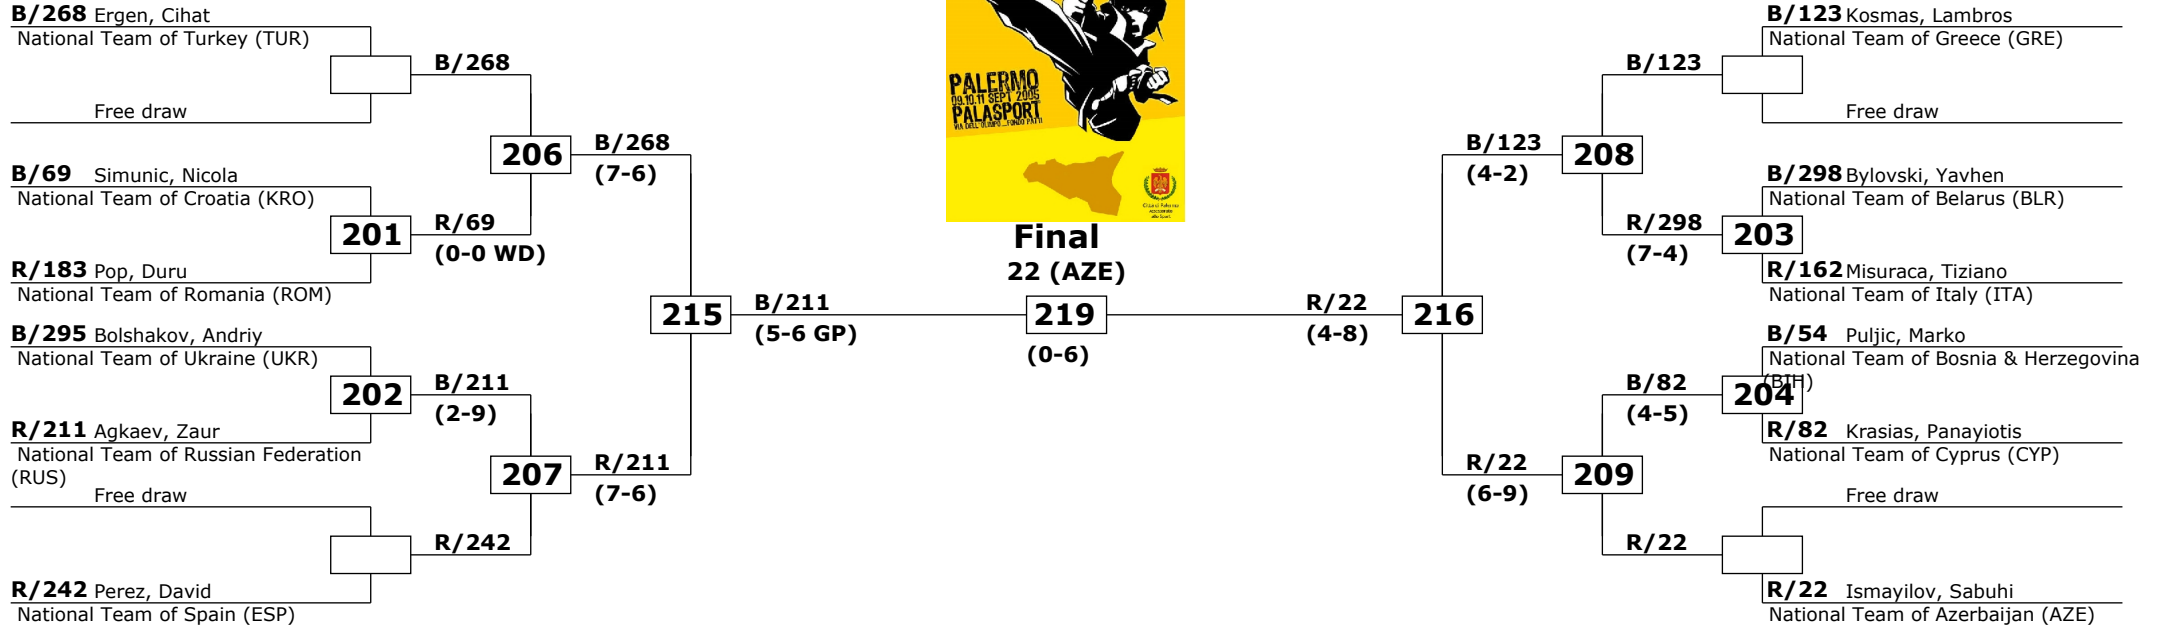 B/268 Ergen, Cihat
National Team of Turkey (TUR)
B/268
Free draw
206
B/268
(7-6)
B/69 Simunic, Nicola
National Team of Croatia (KRO)
201
R/69
(0-0 WD)
R/183 Pop, Duru
National Team of Romania (ROM)
215
B/211
(5-6 GP)
B/295 Bolshakov, Andriy
National Team of Ukraine (UKR)
202
B/211
(2-9)
R/211 Agkaev, Zaur
National Team of Russian Federation
(RUS)
207
R/211
(7-6)
Free draw
R/242
R/242 Perez, David
National Team of Spain (ESP)
PALERMO
09.10.11 SEPT 2005
PALASPORT
Final
22 (AZE)
219
(0-6)
B/123 Kosmas, Lambros
National Team of Greece (GRE)
B/123
Free draw
B/123
(4-2)
208
B/298 Bylovski, Yavhen
National Team of Belarus (BLR)
R/298
(7-4)
203
R/162 Misuraca, Tiziano
National Team of Italy (ITA)
R/22
(4-8)
216
B/54 Puljic, Marko
National Team of Bosnia & Herzegovina
(BIH)
B/82
(4-5)
204
R/82 Krasias, Panayiotis
National Team of Cyprus (CYP)
R/22
(6-9)
209
Free draw
R/22
R/22 Ismayilov, Sabuhi
National Team of Azerbaijan (AZE)